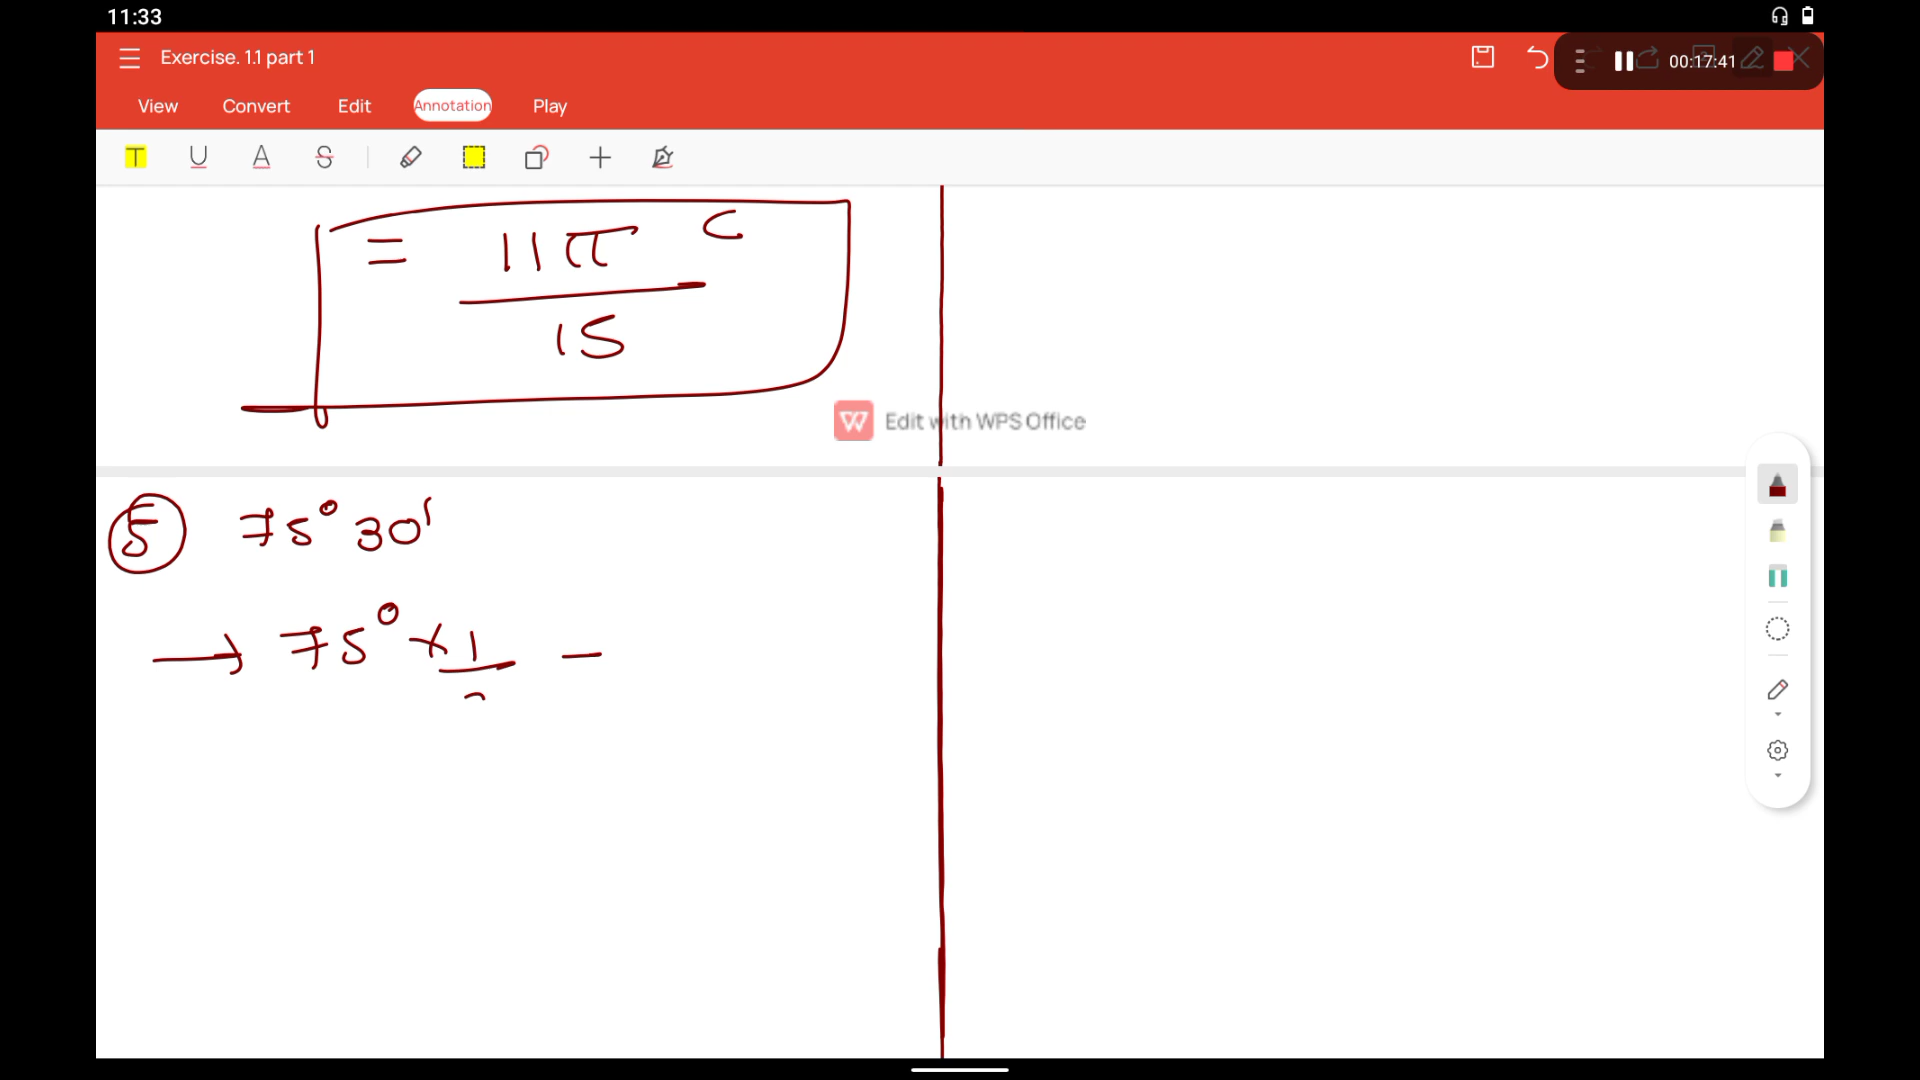 11:33
Exercise. 1.1 part 1
00:17:41
View Convert Edit Annotation Play
T U A S
= 11π c
15
Edit with WPS Office
5 75° 30'
→ 75° + 1 –